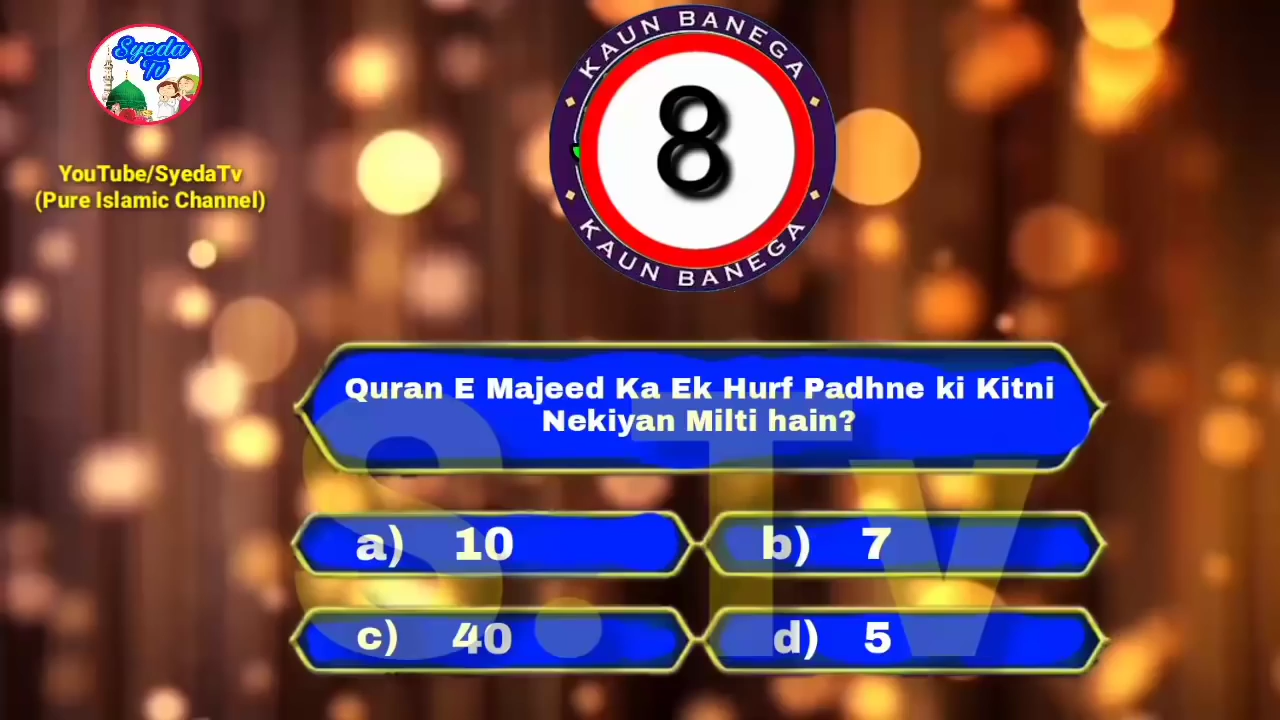 Syeda
Tv
YouTube/SyedaTv
(Pure Islamic Channel)
KAUN BANEGA
8
KAUN BANEGA
Quran E Majeed Ka Ek Hurf Padhne ki Kitni
Nekiyan Milti hain?
a) 10
b) 7
c) 40
d) 5
S.Tv